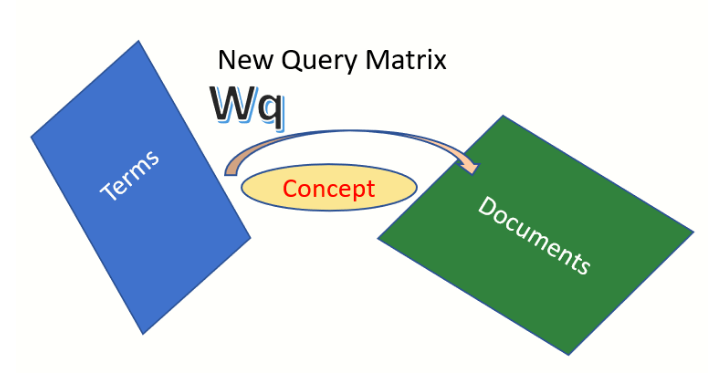 New Query Matrix
Wq
Terms
Concept
Documents